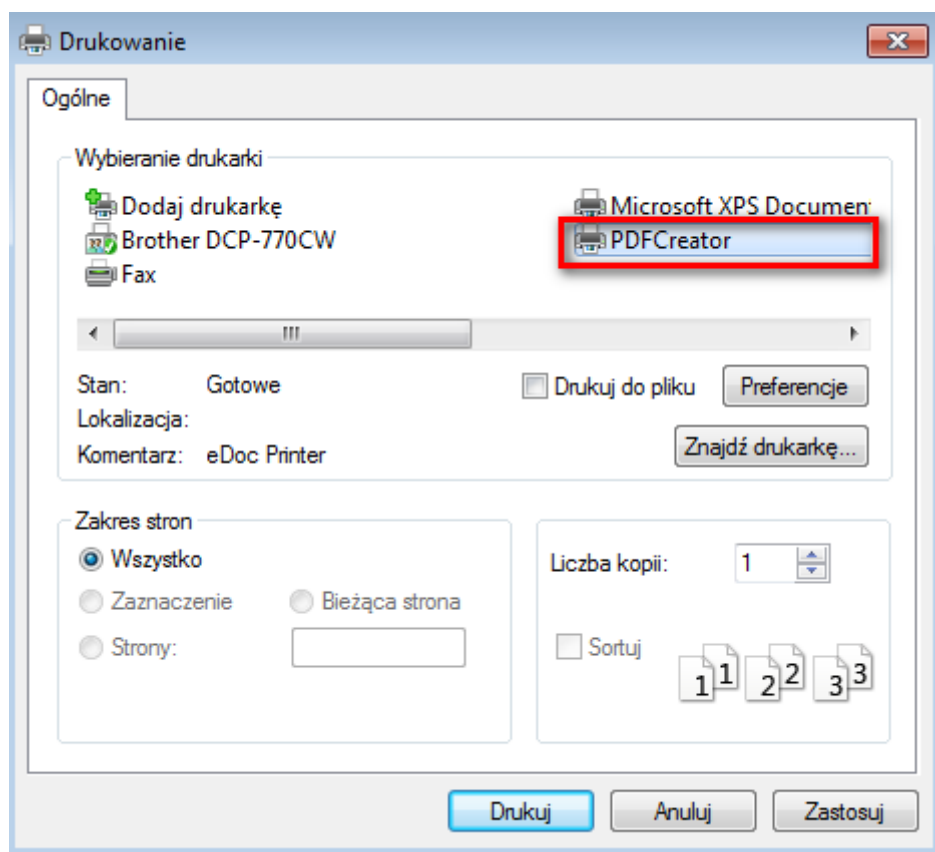 Drukowanie
Ogólne
Wybieranie drukarki
Dodaj drukarkę
Microsoft XPS Documen
Brother DCP-770CW
PDFCreator
Fax
Stan: Gotowe
Drukuj do pliku
Preferencje
Lokalizacja:
Komentarz: eDoc Printer
Znajdź drukarkę...
Zakres stron
Wszystko
Zaznaczenie
Bieżąca strona
Strony:
Liczba kopii: 1
Sortuj
1 1 2 2 3 3
Drukuj
Anuluj
Zastosuj